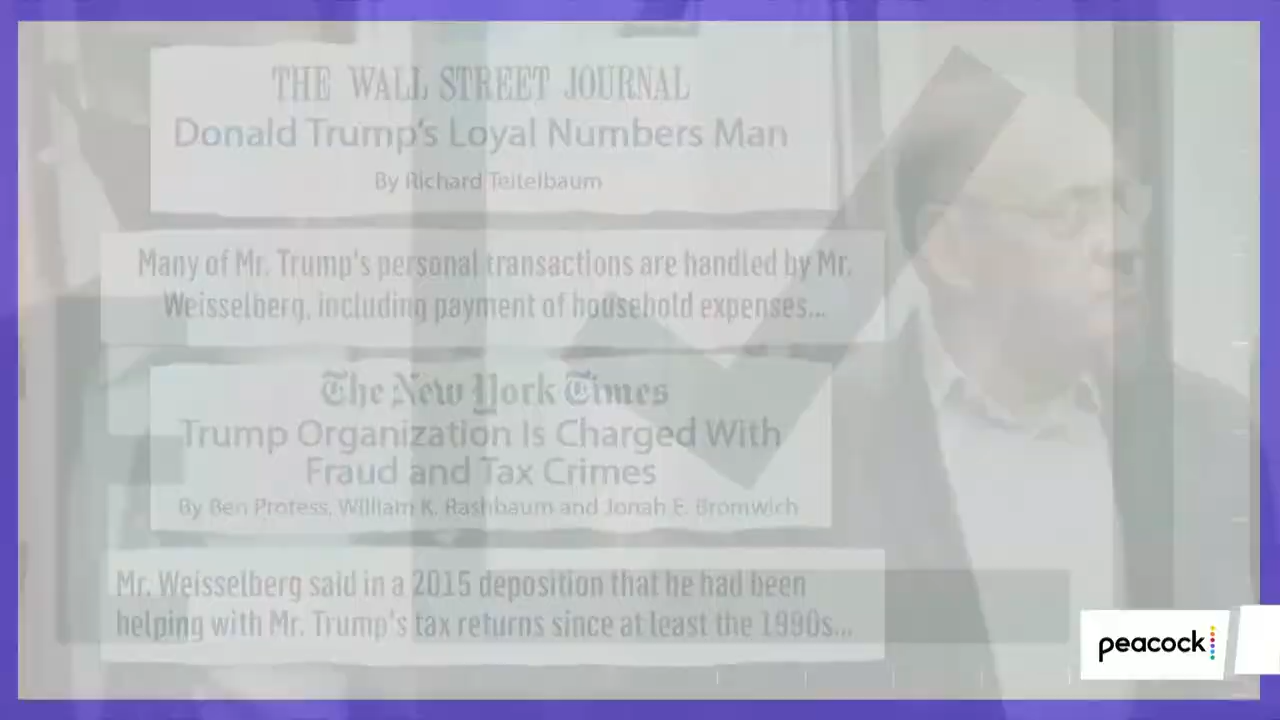 THE WALL STREET JOURNAL
Donald Trump's Loyal Numbers Man
By Richard Teitelbaum
Many of Mr. Trump's personal transactions are handled by Mr.
Weisselberg, including payment of household expenses...
The New York Times
Trump Organization Is Charged With
Fraud and Tax Crimes
By Ben Protess, William K. Rashbaum and Jonah E. Bromwich
Mr. Weisselberg said in a 2015 deposition that he had been
helping with Mr. Trump's tax returns since at least the 1990s...
peacock